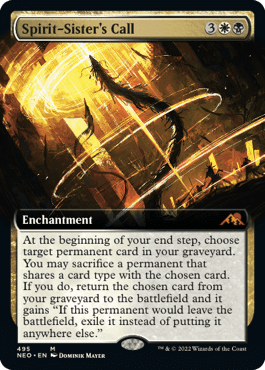 Spirit-Sister's Call 3
Enchantment
At the beginning of your end step, choose
target permanent card in your graveyard.
You may sacrifice a permanent that
shares a card type with the chosen card.
If you do, return the chosen card from
your graveyard to the battlefield and it
gains “If this permanent would leave the
battlefield, exile it instead of putting it
anywhere else.”
495 M
NEO • EN DOMINIK MAYER ™ & © 2022 Wizards of the Coast